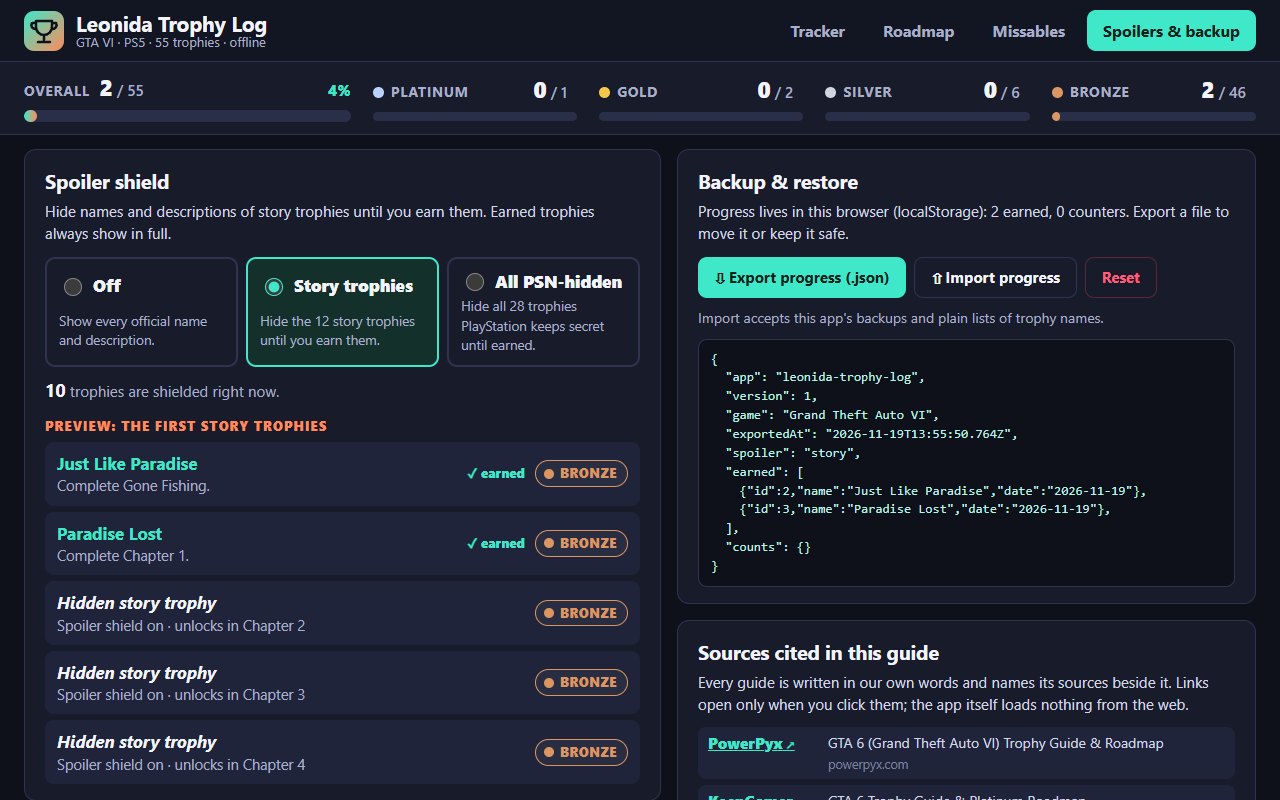 Leonida Trophy Log
GTA VI · PS5 · 55 trophies · offline
Tracker
Roadmap
Missables
Spoilers & backup
OVERALL 2 / 55 4%
PLATINUM 0 / 1
GOLD 0 / 2
SILVER 0 / 6
BRONZE 2 / 46
Spoiler shield
Hide names and descriptions of story trophies until you earn them. Earned trophies
always show in full.
Off
Show every official name
and description.
Story trophies
Hide the 12 story trophies
until you earn them.
All PSN-hidden
Hide all 28 trophies
PlayStation keeps secret
until earned.
10 trophies are shielded right now.
PREVIEW: THE FIRST STORY TROPHIES
Just Like Paradise
Complete Gone Fishing.
✓ earned
BRONZE
Paradise Lost
Complete Chapter 1.
✓ earned
BRONZE
Hidden story trophy
Spoiler shield on · unlocks in Chapter 2
BRONZE
Hidden story trophy
Spoiler shield on · unlocks in Chapter 3
BRONZE
Hidden story trophy
Spoiler shield on · unlocks in Chapter 4
BRONZE
Backup & restore
Progress lives in this browser (localStorage): 2 earned, 0 counters. Export a file to
move it or keep it safe.
⇩ Export progress (.json)
⇧ Import progress
Reset
Import accepts this app's backups and plain lists of trophy names.
{
"app": "leonida-trophy-log",
"version": 1,
"game": "Grand Theft Auto VI",
"exportedAt": "2026-11-19T13:55:50.764Z",
"spoiler": "story",
"earned": [
{"id":2,"name":"Just Like Paradise","date":"2026-11-19"},
{"id":3,"name":"Paradise Lost","date":"2026-11-19"},
],
"counts": {}
}
Sources cited in this guide
Every guide is written in our own words and names its sources beside it. Links
open only when you click them; the app itself loads nothing from the web.
PowerPyx ↗
GTA 6 (Grand Theft Auto VI) Trophy Guide & Roadmap
powerpyx.com
GTA 6 Trophy Guide & Platinum Roadmap